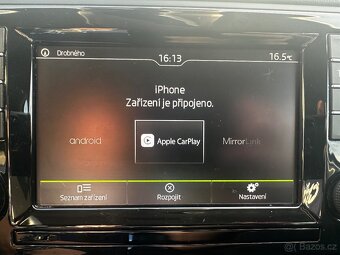 Drobného
16:13
16.5°C
iPhone
Zařízení je připojeno.
android
Apple CarPlay
MirrorLink
Seznam zařízení
Rozpojit
Nastavení
Bazos.cz